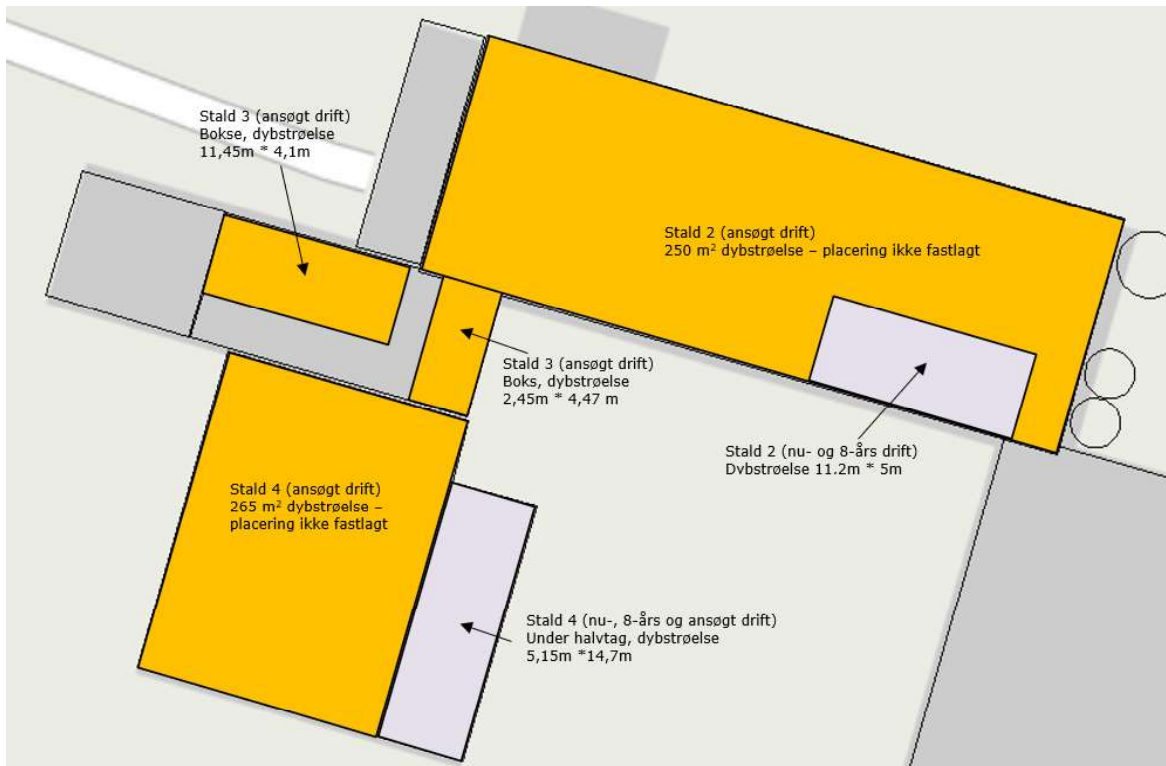 Stald 3 (ansøgt drift)
Bokse, dybstrøelse
11,45m * 4,1m
Stald 2 (ansøgt drift)
250 m² dybstrøelse – placering ikke fastlagt
Stald 3 (ansøgt drift)
Boks, dybstrøelse
2,45m * 4,47 m
Stald 2 (nu- og 8-års drift)
Dybstrøelse 11.2m * 5m
Stald 4 (ansøgt drift)
265 m² dybstrøelse –
placering ikke fastlagt
Stald 4 (nu-, 8-års og ansøgt drift)
Under halvtag, dybstrøelse
5,15m *14,7m